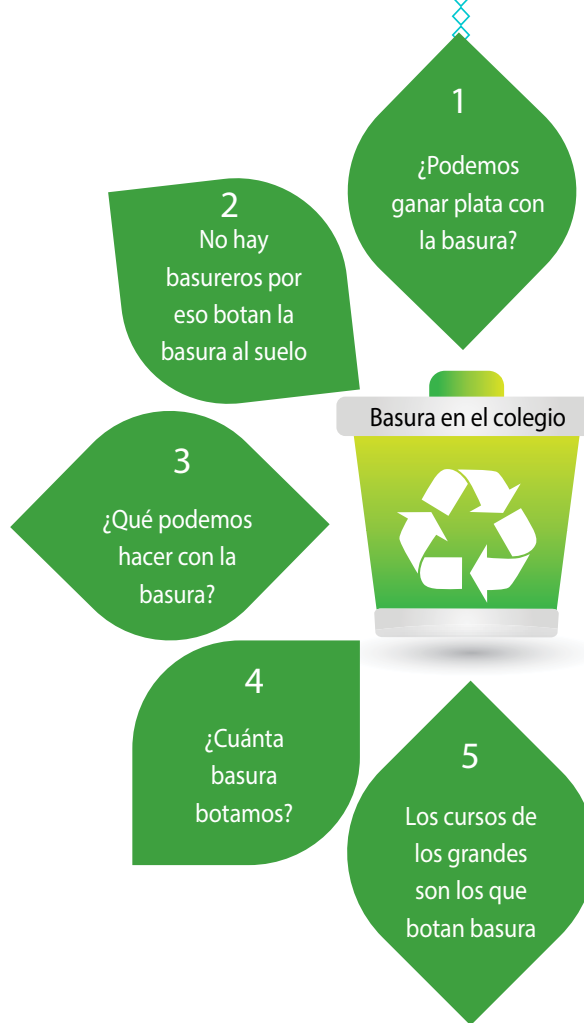 1
¿Podemos
ganar plata con
la basura?
2
No hay
basureros por
eso botan la
basura al suelo
Basura en el colegio
3
¿Qué podemos
hacer con la
basura?
4
¿Cuánta
basura
botamos?
5
Los cursos de
los grandes
son los que
botan basura